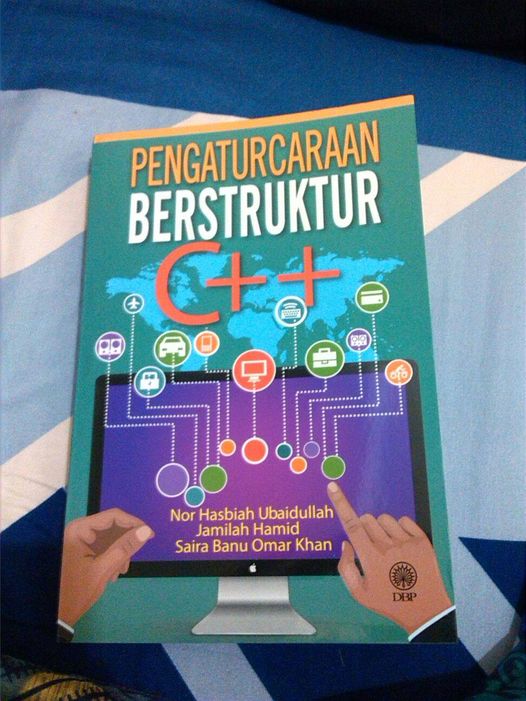 PENGATURCARAAN
BERSTRUKTUR
C++
Nor Hasbiah Ubaidullah
Jamilah Hamid
Saira Banu Omar Khan
DBP